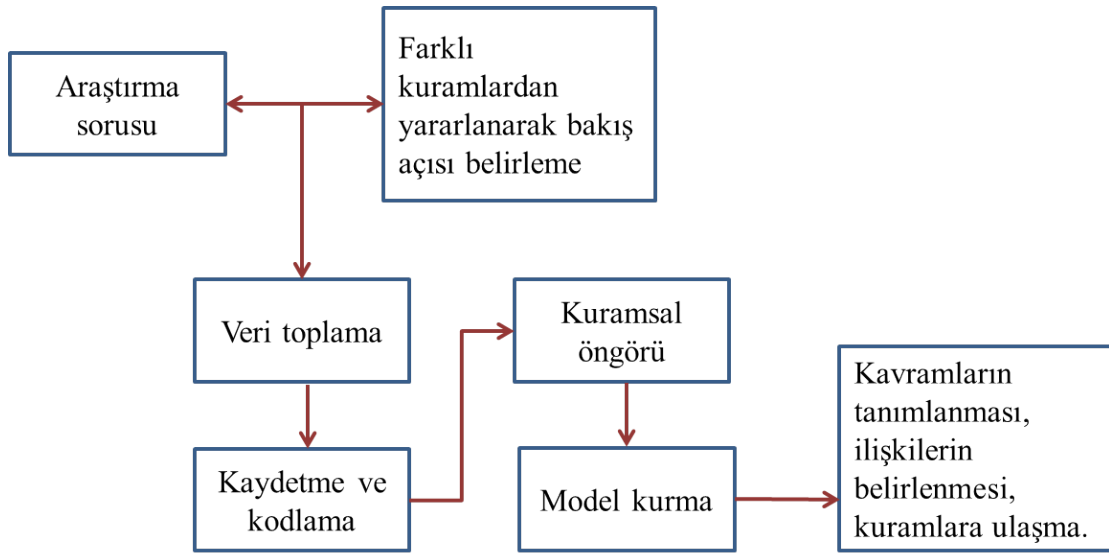 Araştırma
sorusu
Farklı
kuramlardan
yararlanarak bakış
açısı belirleme
Veri toplama
Kaydetme ve
kodlama
Kuramsal
öngörü
Model kurma
Kavramların
tanımlanması,
ilişkilerin
belirlenmesi,
kuramlara ulaşma.